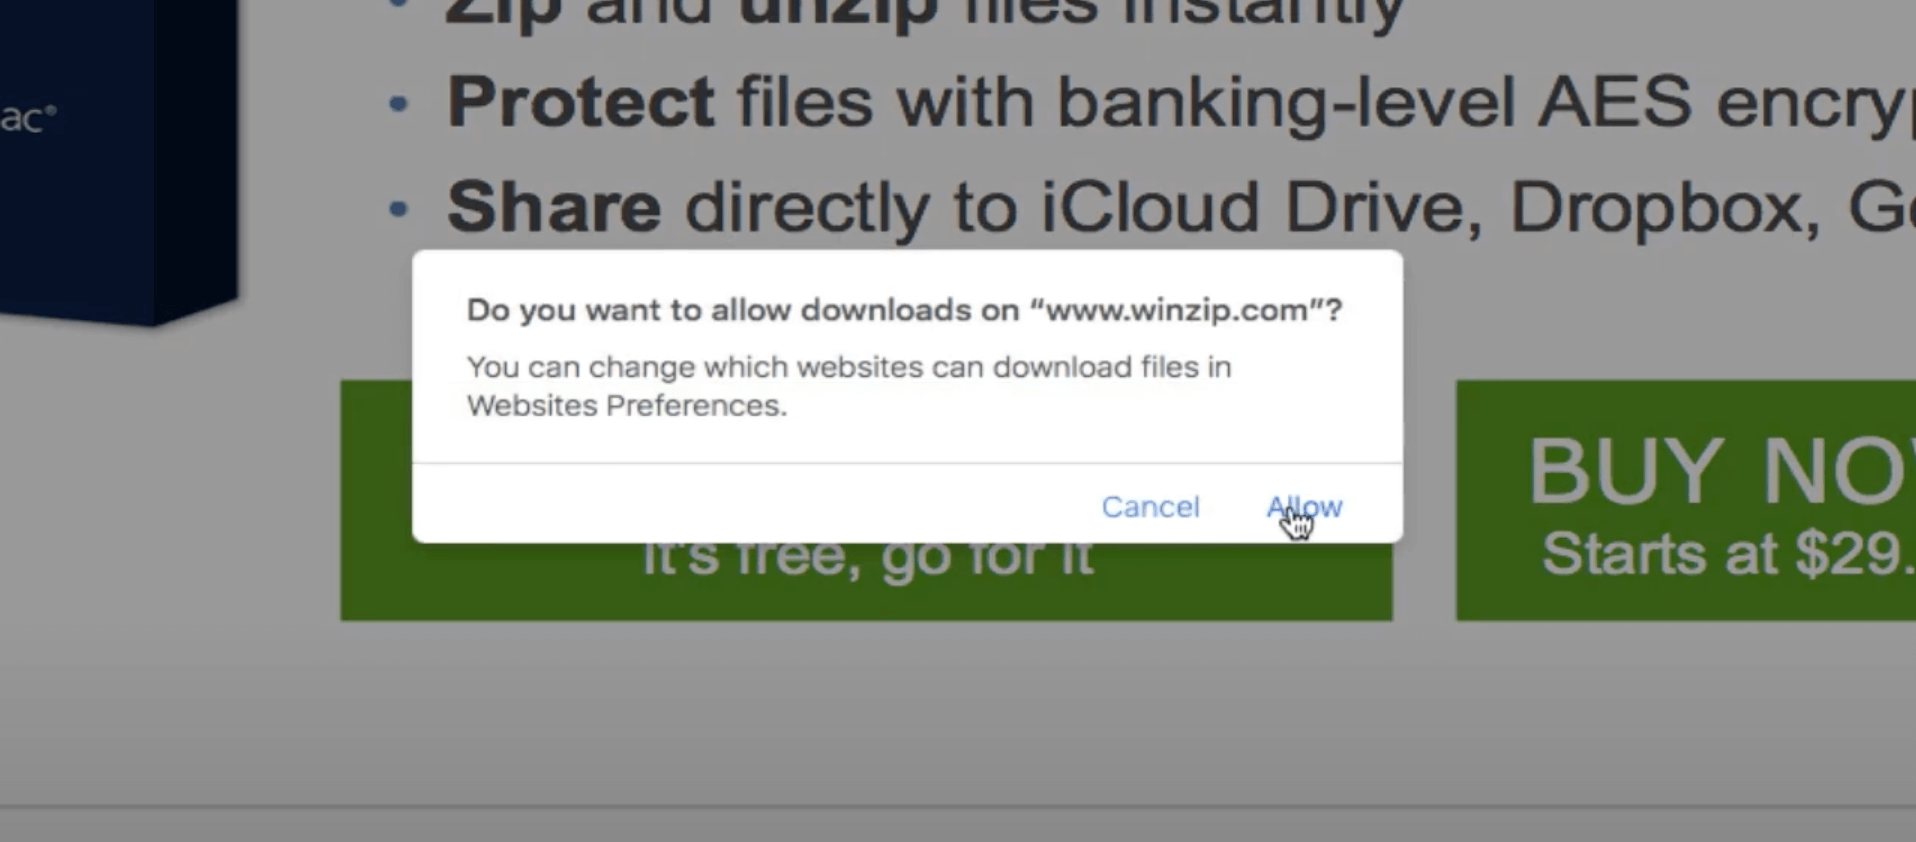 Zip and unzip files instantly
ac®
Protect files with banking-level AES
Share directly to iCloud Drive, Dropbox,
Do you want to allow downloads on “www.winzip.com”?
You can change which websites can download files in
Websites Preferences.
Cancel Allow
It's free, go for it
BUY
Starts at $29.